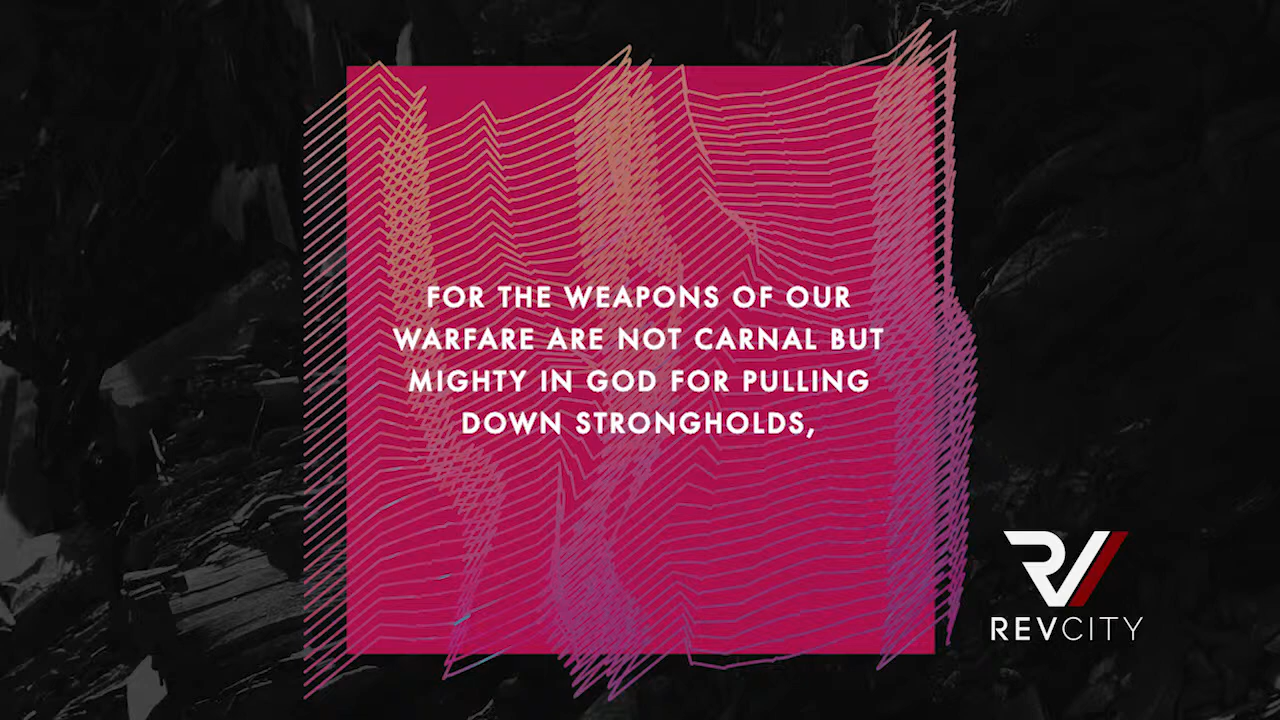 FOR THE WEAPONS OF OUR
WARFARE ARE NOT CARNAL BUT
MIGHTY IN GOD FOR PULLING
DOWN STRONGHOLDS,
RV
REVCITY